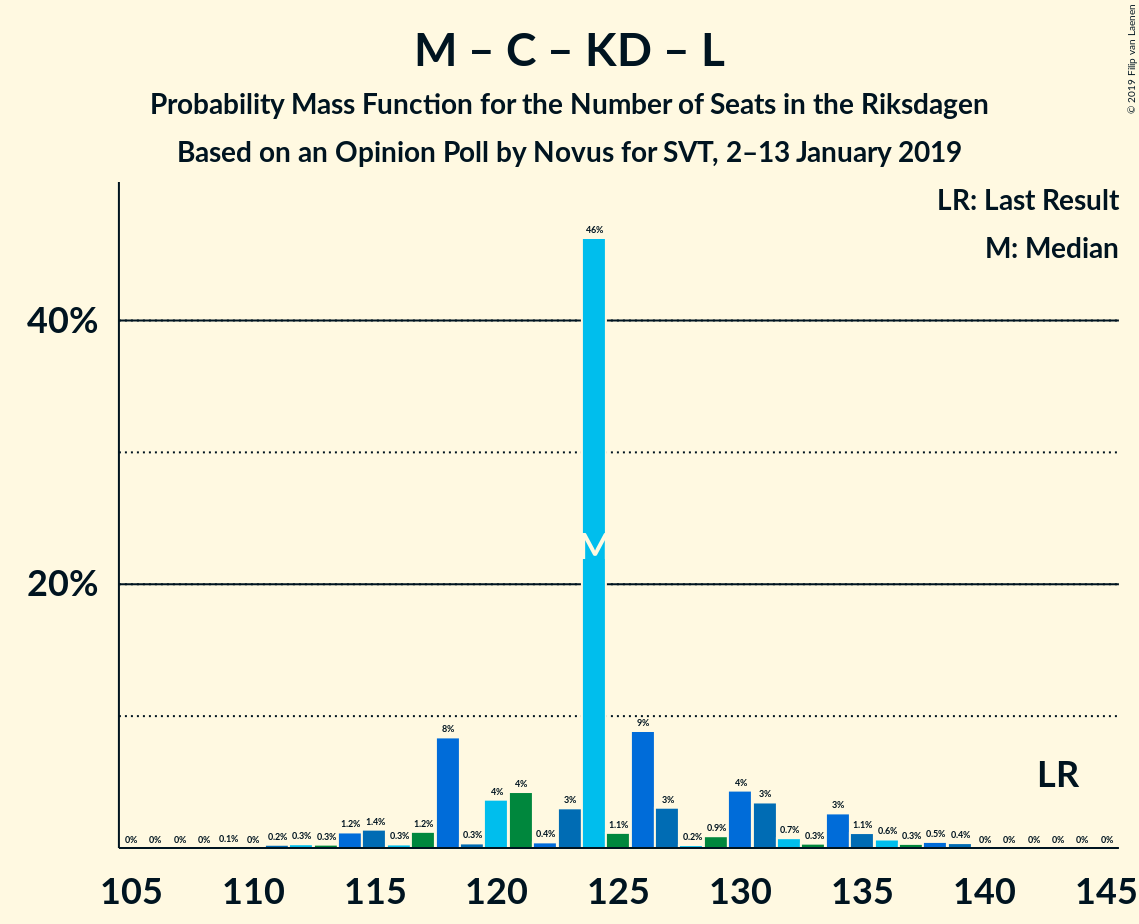 M – C – KD – L
Probability Mass Function for the Number of Seats in the Riksdagen
Based on an Opinion Poll by Novus for SVT, 2–13 January 2019
© 2019 Filip van Laenen
LR: Last Result
M: Median
46%
40%
M
20%
9%
8%
LR
4% 4% 3% 3% 4% 3% 3%
0% 0% 0% 0% 0.1% 0% 0.2% 0.3% 0.3% 1.2% 1.4% 0.3% 1.2% 0.3% 0.4% 1.1% 0.2% 0.9% 0.7% 0.3% 1.1% 0.6% 0.3% 0.5% 0.4% 0% 0% 0% 0% 0% 0%
105 110 115 120 125 130 135 140 145